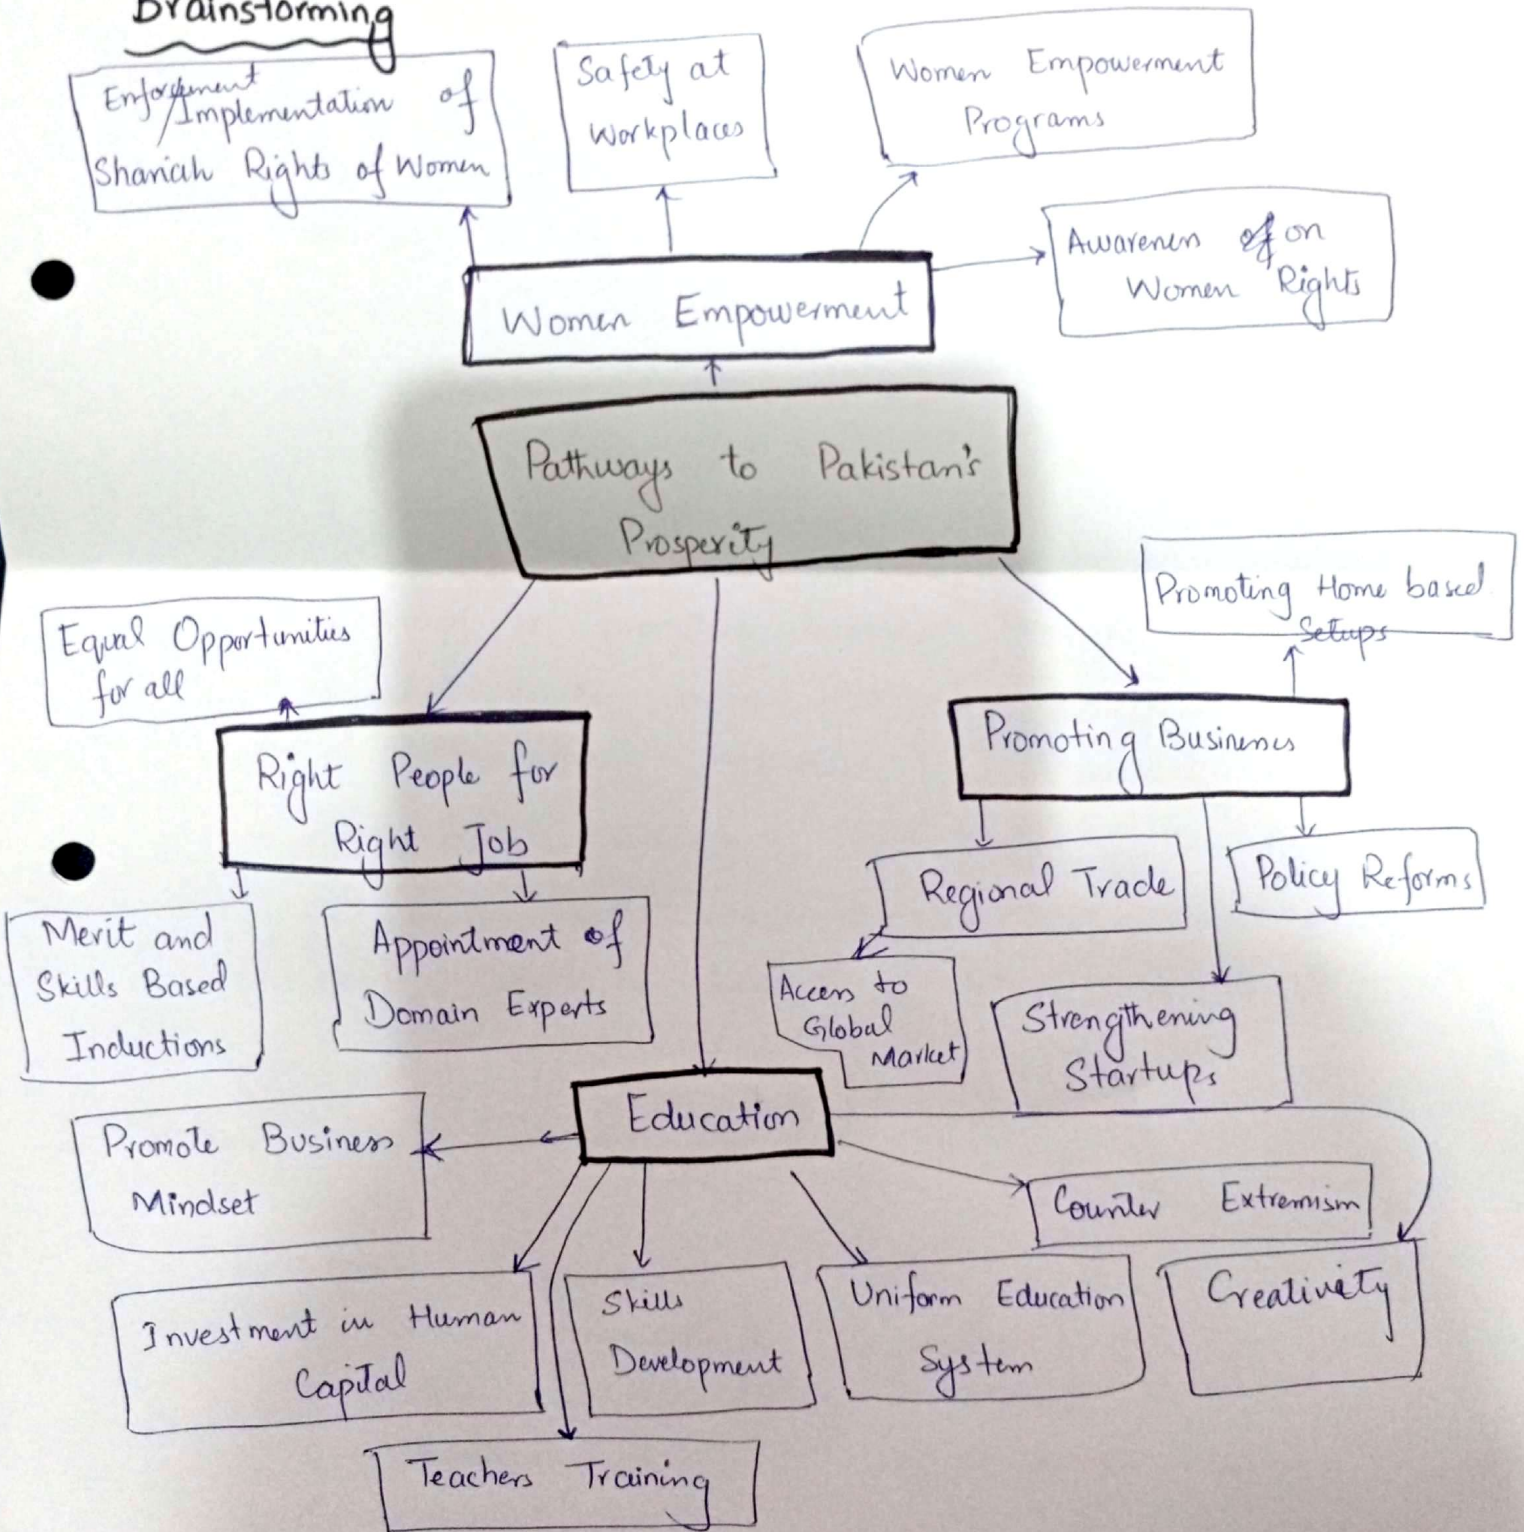 Brainstorming
Enforcement
/Implementation of
Shariah Rights of Women
Safety at
Workplaces
Women Empowerment
Programs
Awareness of on
Women Rights
Women Empowerment
Pathways to Pakistan's
Prosperity
Equal Opportunities
for all
Right People for
Right Job
Merit and
Skills Based
Inductions
Appointment of
Domain Experts
Promoting Home based
Setups
Promoting Business
Regional Trade
Policy Reforms
Access to
Global
Market
Strengthening
Startups
Education
Promote Business
Mindset
Counter Extremism
Creativity
Investment in Human
Capital
Skills
Development
Uniform Education
System
Teachers Training